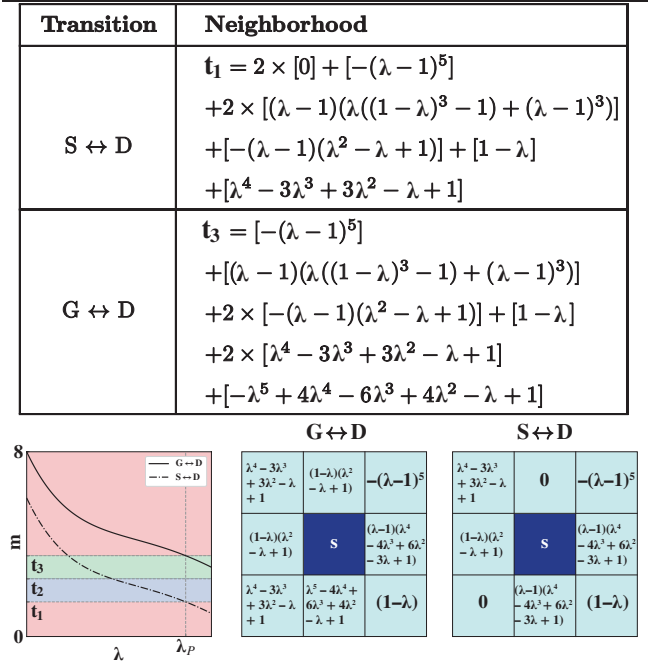 Transition Neighborhood
t₁ = 2 × [0] + [−(λ − 1)⁵]
+2 × [(λ − 1)(λ((1 − λ)³ − 1) + (λ − 1)³)]
S ↔ D
+[−(λ − 1)(λ² − λ + 1)] + [1 − λ]
+[λ⁴ − 3λ³ + 3λ² − λ + 1]
t₃ = [−(λ − 1)⁵]
+[(λ − 1)(λ((1 − λ)³ − 1) + (λ − 1)³)]
G ↔ D
+2 × [−(λ − 1)(λ² − λ + 1)] + [1 − λ]
+2 × [λ⁴ − 3λ³ + 3λ² − λ + 1]
+[−λ⁵ + 4λ⁴ − 6λ³ + 4λ² − λ + 1]
8
G↔D
S↔D
m
t₃
t₂
t₁
0
λ
λ_P
G↔D
λ⁴ − 3λ³
+ 3λ² − λ
+ 1
(1−λ)(λ²
− λ + 1)
−(λ−1)⁵
(1−λ)(λ²
− λ + 1)
s
(λ−1)(λ⁴
− 4λ³ + 6λ²
− 3λ + 1)
λ⁴ − 3λ³
+ 3λ² − λ
+ 1
λ⁵ − 4λ⁴ +
6λ³ + 4λ²
− λ + 1
(1−λ)
S↔D
λ⁴ − 3λ³
+ 3λ² − λ
+ 1
0
−(λ−1)⁵
(1−λ)(λ²
− λ + 1)
s
(λ−1)(λ⁴
− 4λ³ + 6λ²
− 3λ + 1)
0
(λ−1)(λ⁴
− 4λ³ + 6λ²
− 3λ + 1)
(1−λ)